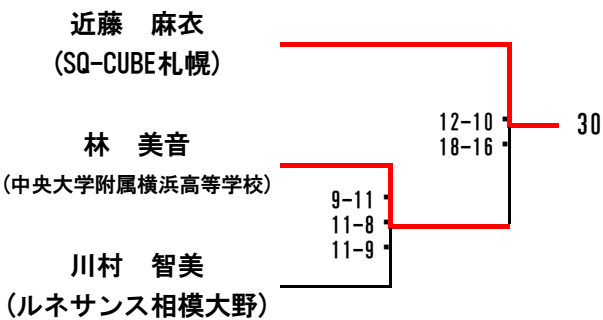 近藤　麻衣
(SQ-CUBE札幌)
12-10
30
18-16
林　美音
(中央大学附属横浜高等学校)
9-11
11-8
11-9
川村　智美
(ルネサンス相模大野)